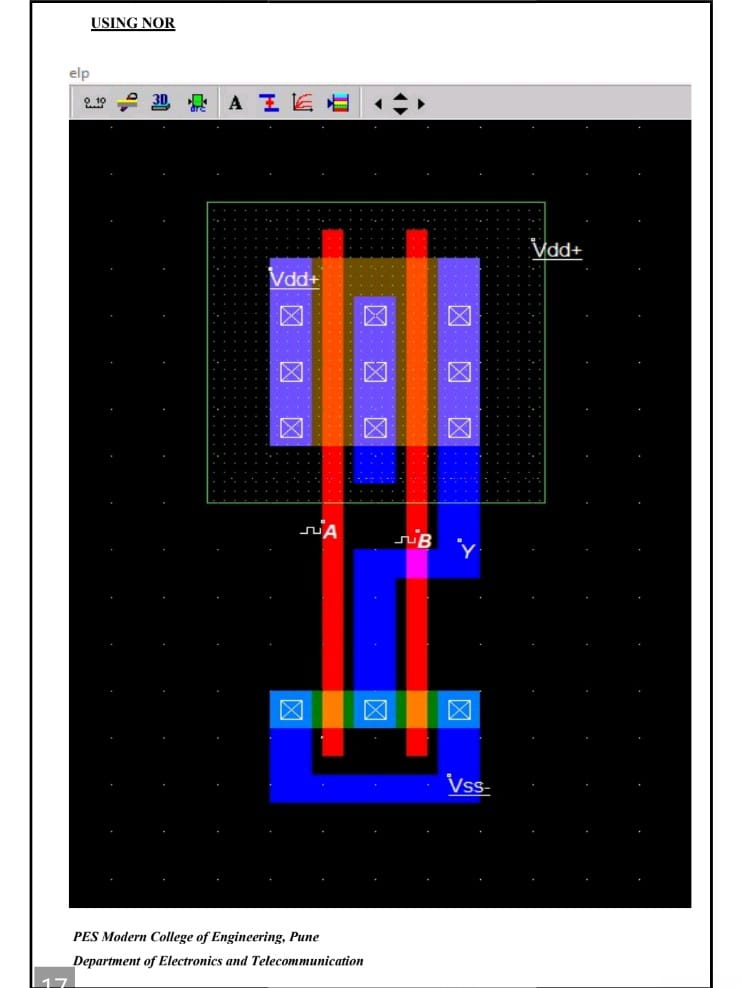 USING NOR
elp
0..10 3D A
Vdd+
Vdd+
A
B
Y
Vss-
PES Modern College of Engineering, Pune
Department of Electronics and Telecommunication
17